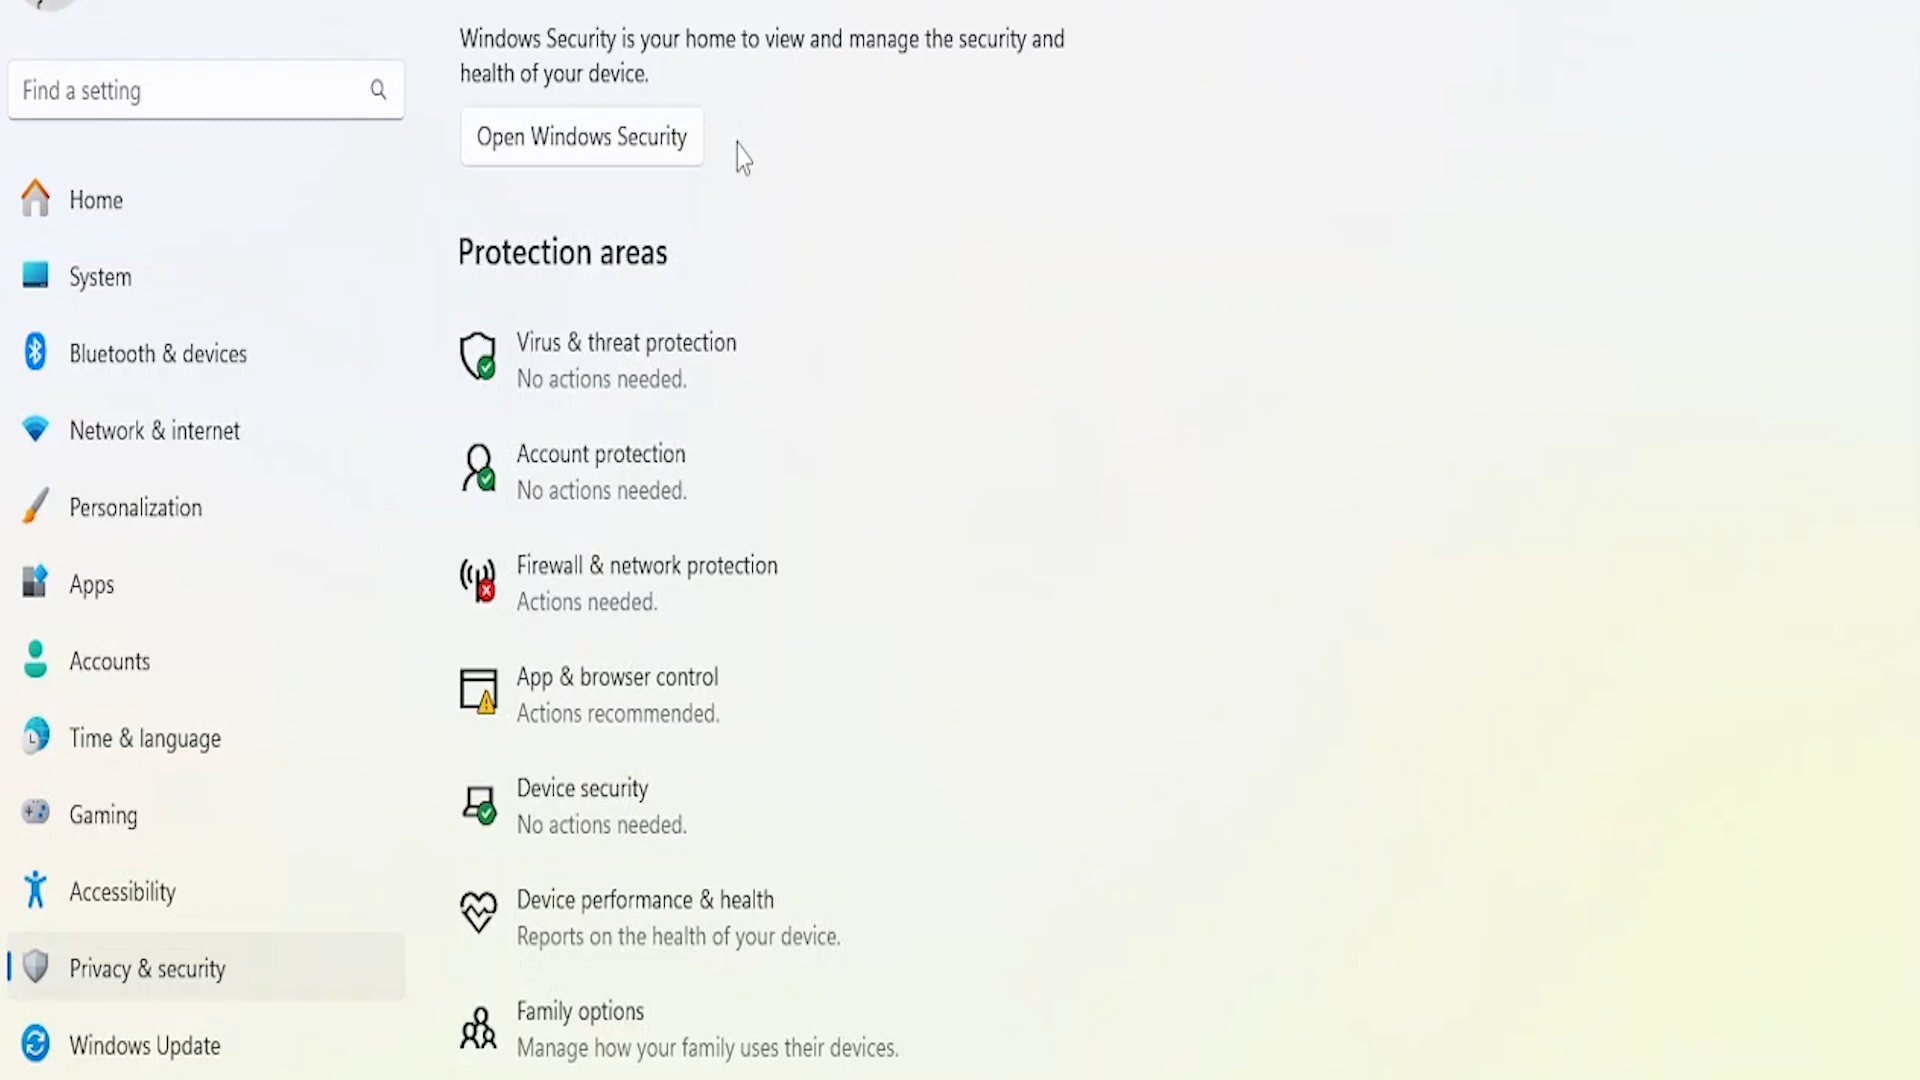 Find a setting
Home
System
Bluetooth & devices
Network & internet
Personalization
Apps
Accounts
Time & language
Gaming
Accessibility
Privacy & security
Windows Update
Windows Security is your home to view and manage the security and
health of your device.
Open Windows Security
Protection areas
Virus & threat protection
No actions needed.
Account protection
No actions needed.
Firewall & network protection
Actions needed.
App & browser control
Actions recommended.
Device security
No actions needed.
Device performance & health
Reports on the health of your device.
Family options
Manage how your family uses their devices.